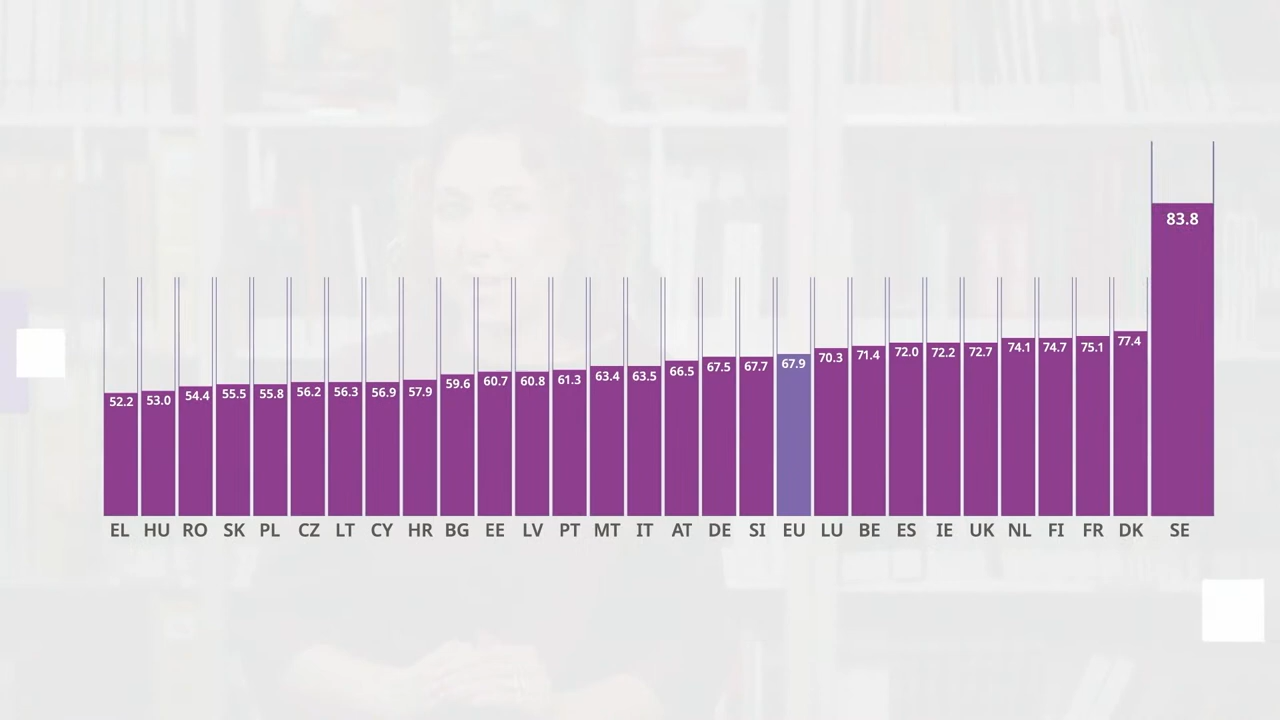 83.8
52.2 53.0 54.4 55.5 55.8 56.2 56.3 56.9 57.9 59.6 60.7 60.8 61.3 63.4 63.5 66.5 67.5 67.7 67.9 70.3 71.4 72.0 72.2 72.7 74.1 74.7 75.1 77.4
EL HU RO SK PL CZ LT CY HR BG EE LV PT MT IT AT DE SI EU LU BE ES IE UK NL FI FR DK SE